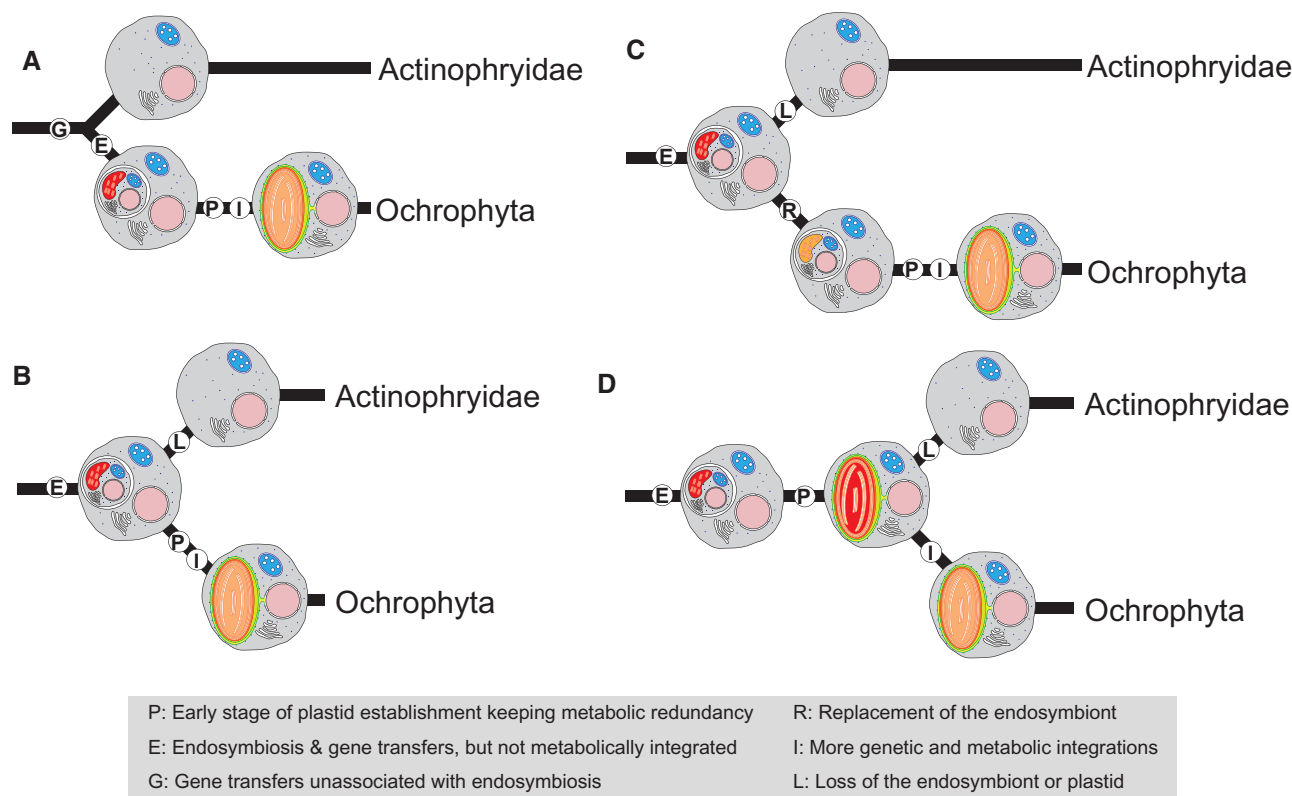 A
Actinophryidae
G
E
P I
Ochrophyta
B
Actinophryidae
L
E
P
I
Ochrophyta
C
Actinophryidae
L
E
R
P I
Ochrophyta
D
Actinophryidae
L
E
P
I
Ochrophyta
P: Early stage of plastid establishment keeping metabolic redundancy
E: Endosymbiosis & gene transfers, but not metabolically integrated
G: Gene transfers unassociated with endosymbiosis
R: Replacement of the endosymbiont
I: More genetic and metabolic integrations
L: Loss of the endosymbiont or plastid